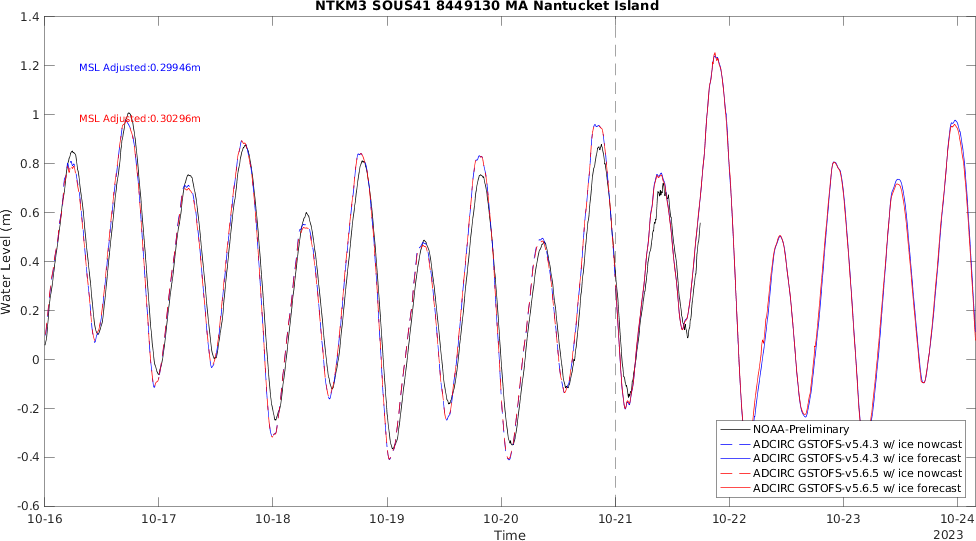 NTKM3 SOUS41 8449130 MA Nantucket Island
1.4
1.2
1
0.8
0.6
0.4
0.2
0
-0.2
-0.4
-0.6
Water Level (m)
MSL Adjusted:0.29946m
MSL Adjusted:0.30296m
NOAA-Preliminary
ADCIRC GSTOFS-v5.4.3 w/ ice nowcast
ADCIRC GSTOFS-v5.4.3 w/ ice forecast
ADCIRC GSTOFS-v5.6.5 w/ ice nowcast
ADCIRC GSTOFS-v5.6.5 w/ ice forecast
10-16 10-17 10-18 10-19 10-20 10-21 10-22 10-23 10-24
Time
2023